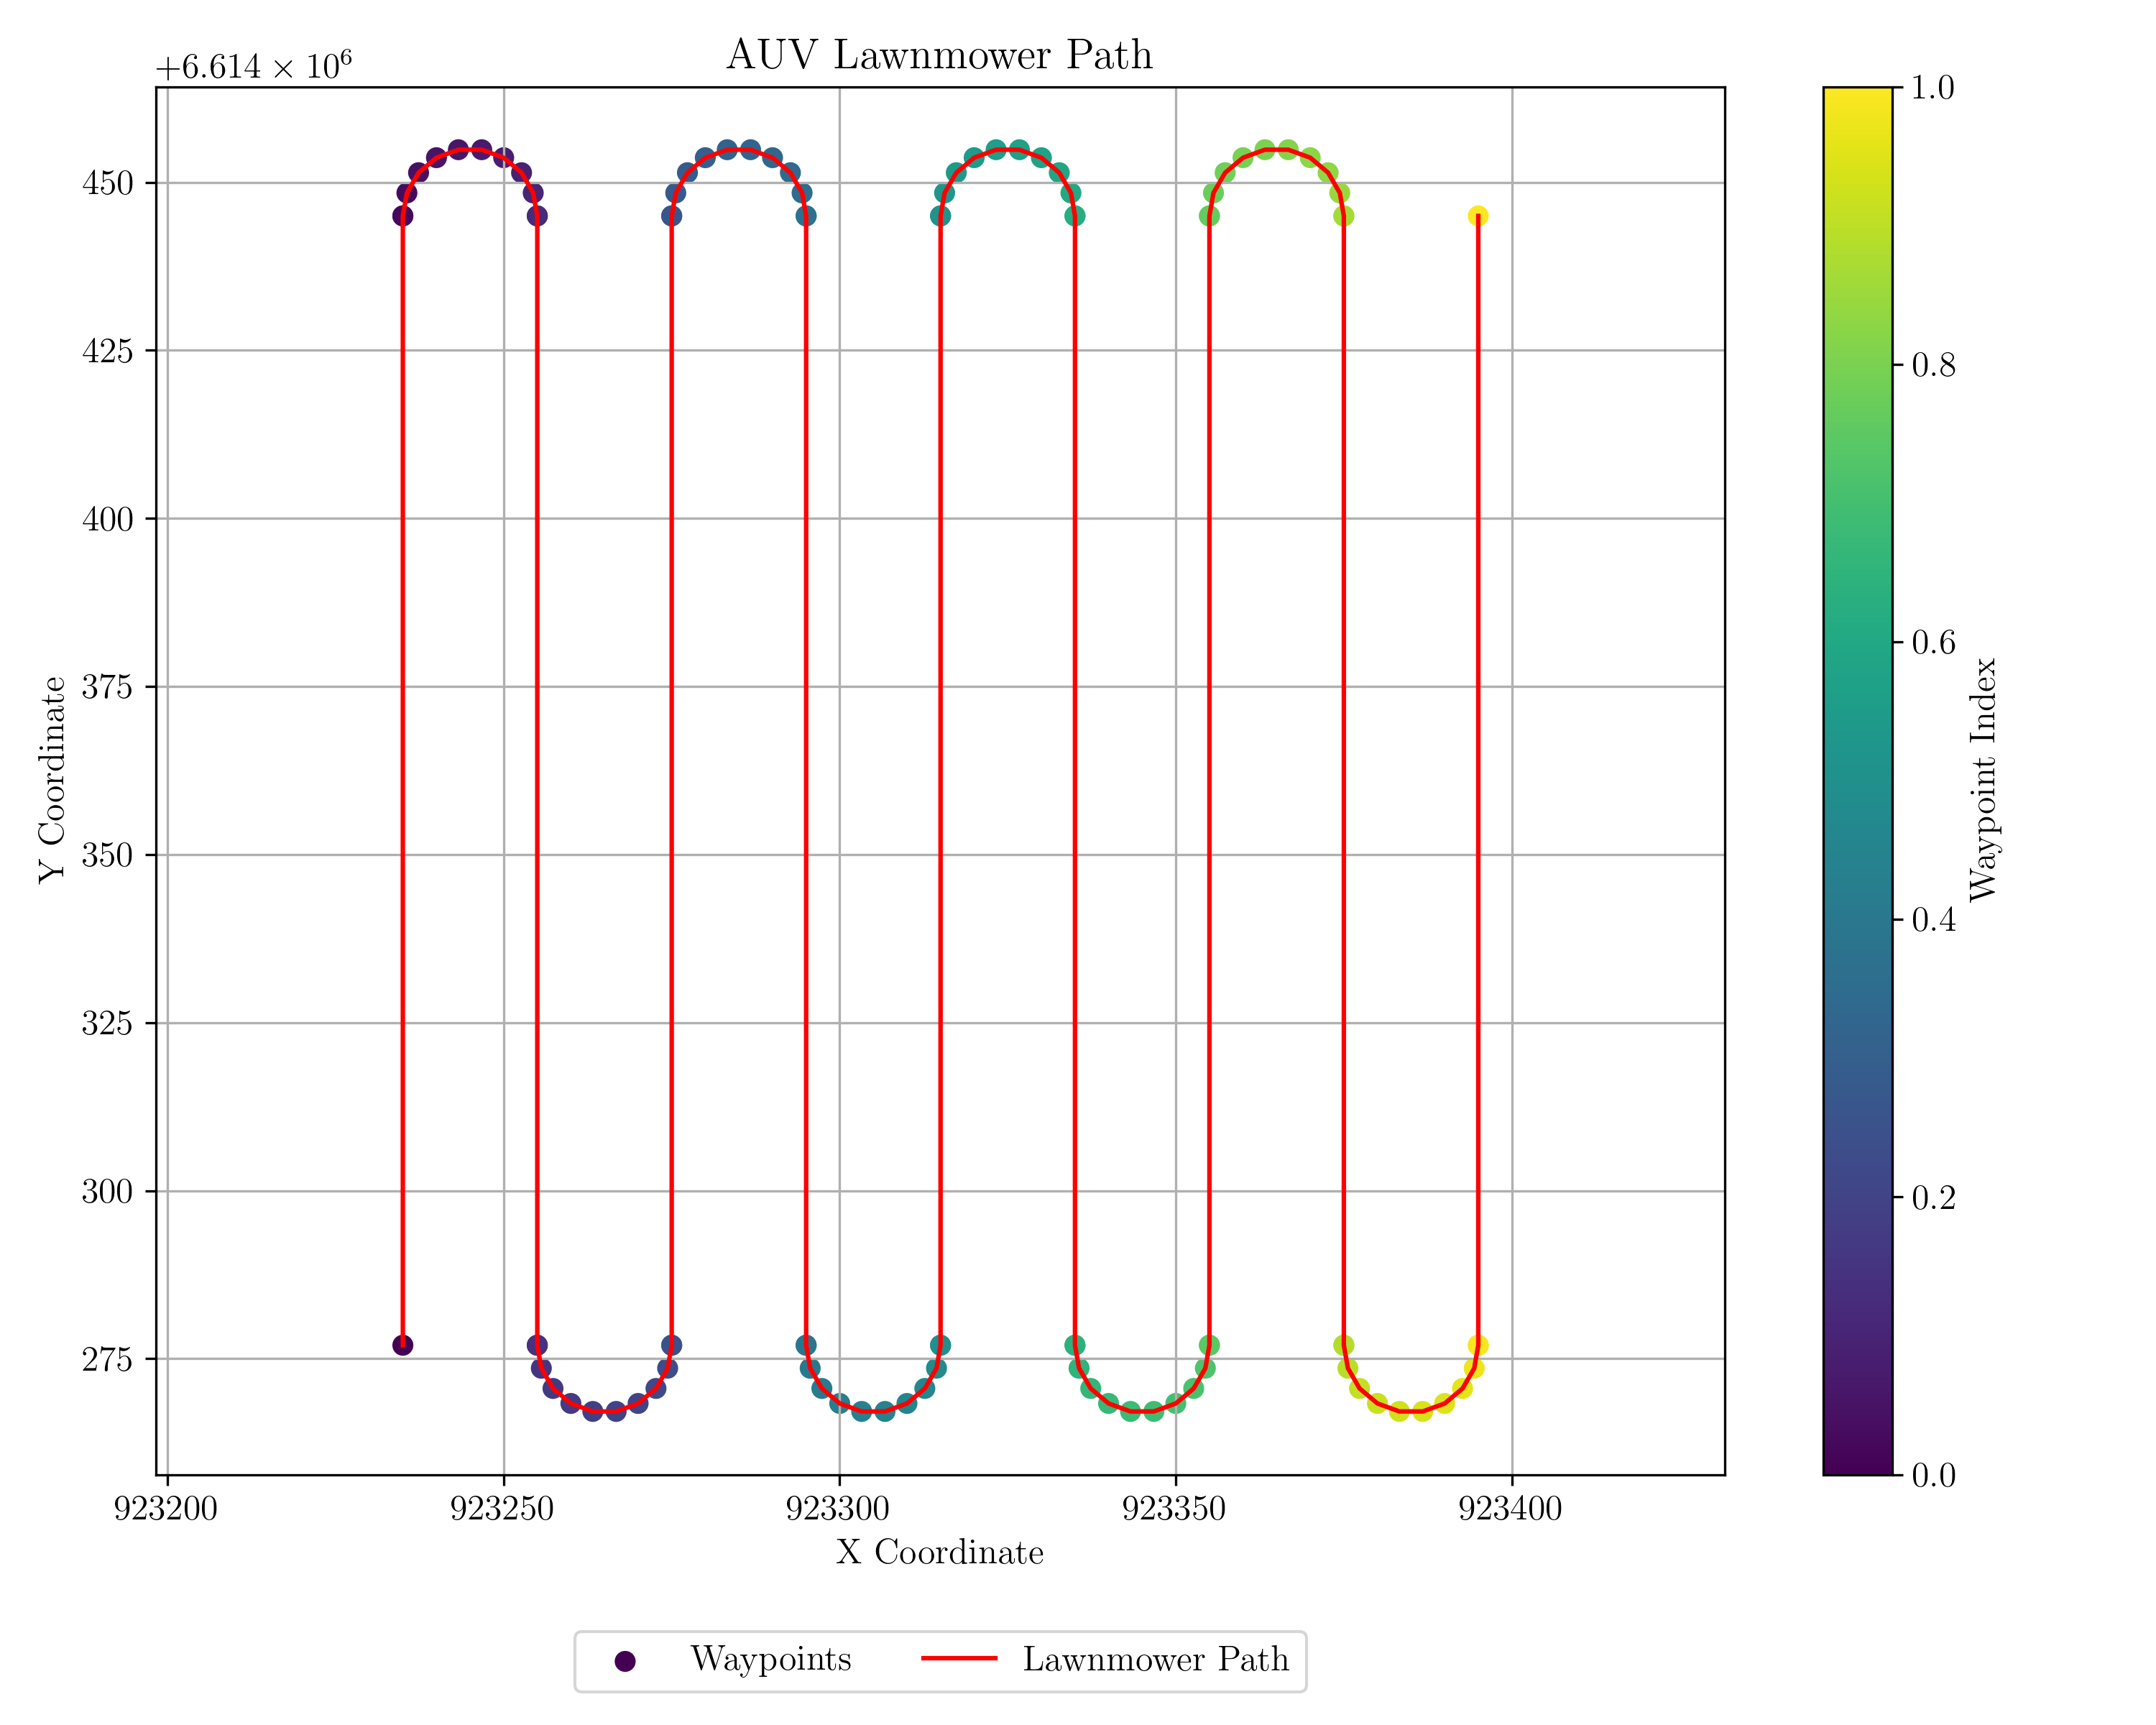 AUV Lawnmower Path
+6.614 × 10⁶
450
425
400
375
350
325
300
275
Y Coordinate
923200 923250 923300 923350 923400
X Coordinate
1.0
0.8
0.6
0.4
0.2
0.0
Waypoint Index
Waypoints Lawnmower Path